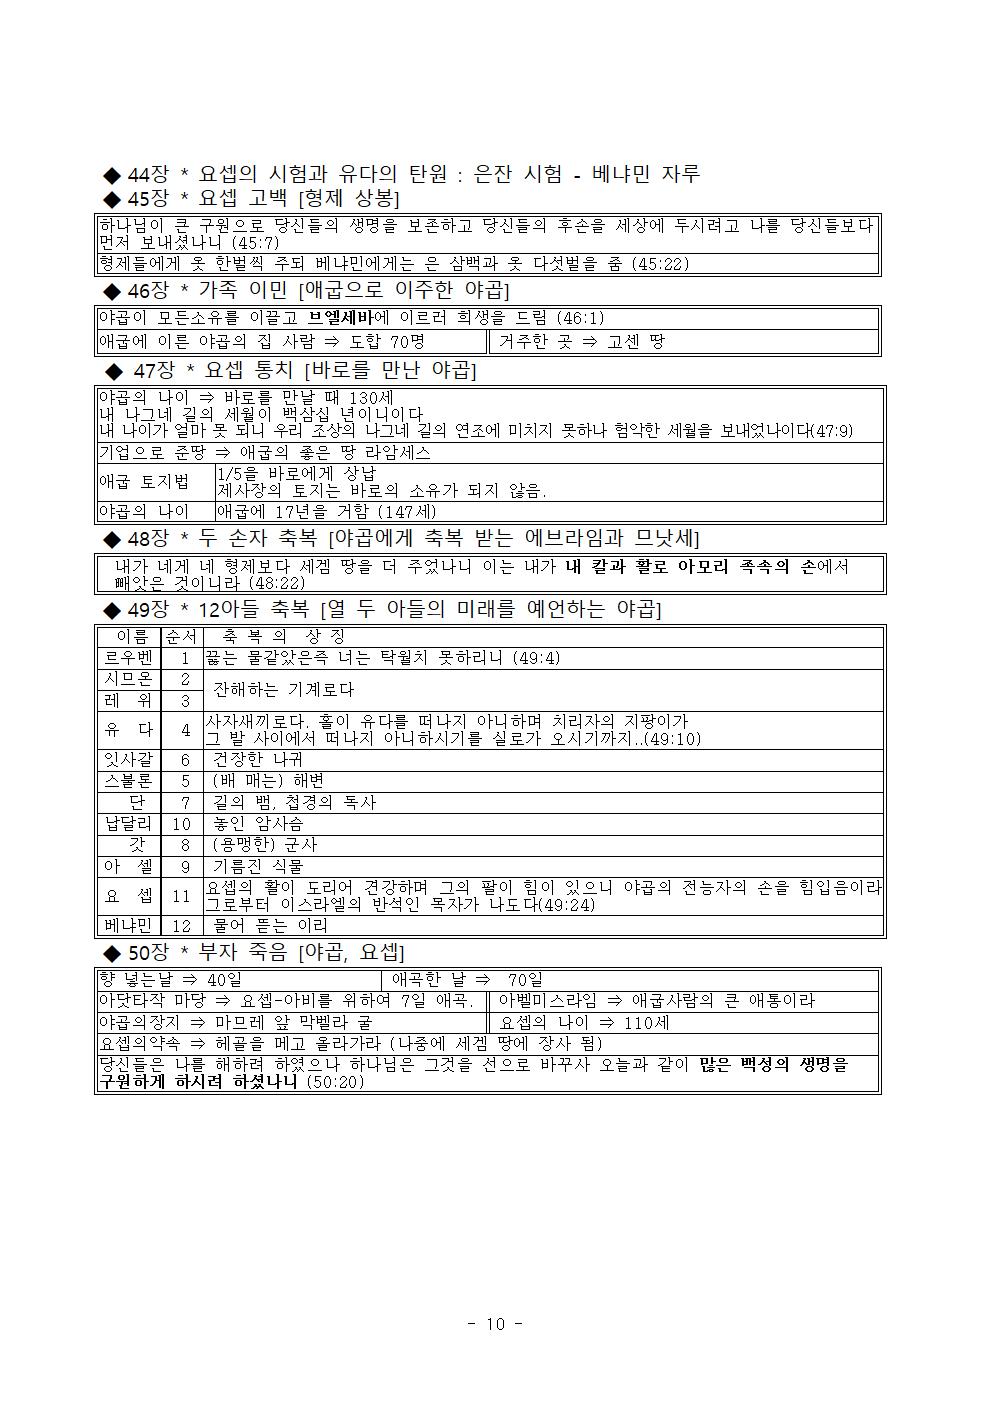 ◆ 44장 * 요셉의 시험과 유다의 탄원 : 은잔 시험 - 베냐민 자루
◆ 45장 * 요셉 고백 [형제 상봉]
하나님이 큰 구원으로 당신들의 생명을 보존하고 당신들의 후손을 세상에 두시려고 나를 당신들보다
먼저 보내셨나니 (45:7)
형제들에게 옷 한벌씩 주되 베냐민에게는 은 삼백과 옷 다섯벌을 줌 (45:22)
◆ 46장 * 가족 이민 [애굽으로 이주한 야곱]
야곱이 모든소유를 이끌고 브엘세바에 이르러 희생을 드림 (46:1)
애굽에 이른 야곱의 집 사람 ⇒ 도합 70명 거주한 곳 ⇒ 고센 땅
◆ 47장 * 요셉 통치 [바로를 만난 야곱]
야곱의 나이 ⇒ 바로를 만날 때 130세
내 나그네 길의 세월이 백삼십 년이니이다
내 나이가 얼마 못 되니 우리 조상의 나그네 길의 연조에 미치지 못하나 험악한 세월을 보내었나이다(47:9)
기업으로 준땅 ⇒ 애굽의 좋은 땅 라암세스
애굽 토지법 1/5을 바로에게 상납
제사장의 토지는 바로의 소유가 되지 않음.
야곱의 나이 애굽에 17년을 거함 (147세)
◆ 48장 * 두 손자 축복 [야곱에게 축복 받는 에브라임과 므낫세]
내가 네게 네 형제보다 세겜 땅을 더 주었나니 이는 내가 내 칼과 활로 아모리 족속의 손에서
빼앗은 것이니라 (48:22)
◆ 49장 * 12아들 축복 [열 두 아들의 미래를 예언하는 야곱]
이름 순서 축 복 의 상 징
르우벤 1 끓는 물같았은즉 너는 탁월치 못하리니 (49:4)
시므온 2 잔해하는 기계로다
레 위 3
유 다 4 사자새끼로다. 홀이 유다를 떠나지 아니하며 치리자의 지팡이가
그 발 사이에서 떠나지 아니하시기를 실로가 오시기까지..(49:10)
잇사갈 6 건장한 나귀
스불론 5 (배 매는) 해변
단 7 길의 뱀, 첩경의 독사
납달리 10 놓인 암사슴
갓 8 (용맹한) 군사
아 셀 9 기름진 식물
요 셉 11 요셉의 활이 도리어 견강하며 그의 팔이 힘이 있으니 야곱의 전능자의 손을 힘입음이라
그로부터 이스라엘의 반석인 목자가 나도다(49:24)
베냐민 12 물어 뜯는 이리
◆ 50장 * 부자 죽음 [야곱, 요셉]
향 넣는날 ⇒ 40일 애곡한 날 ⇒ 70일
아닷타작 마당 ⇒ 요셉-아비를 위하여 7일 애곡. 아벨미스라임 ⇒ 애굽사람의 큰 애통이라
야곱의장지 ⇒ 마므레 앞 막벨라 굴 요셉의 나이 ⇒ 110세
요셉의약속 ⇒ 해골을 메고 올라가라 (나중에 세겜 땅에 장사 됨)
당신들은 나를 해하려 하였으나 하나님은 그것을 선으로 바꾸사 오늘과 같이 많은 백성의 생명을
구원하게 하시려 하셨나니 (50:20)
- 10 -